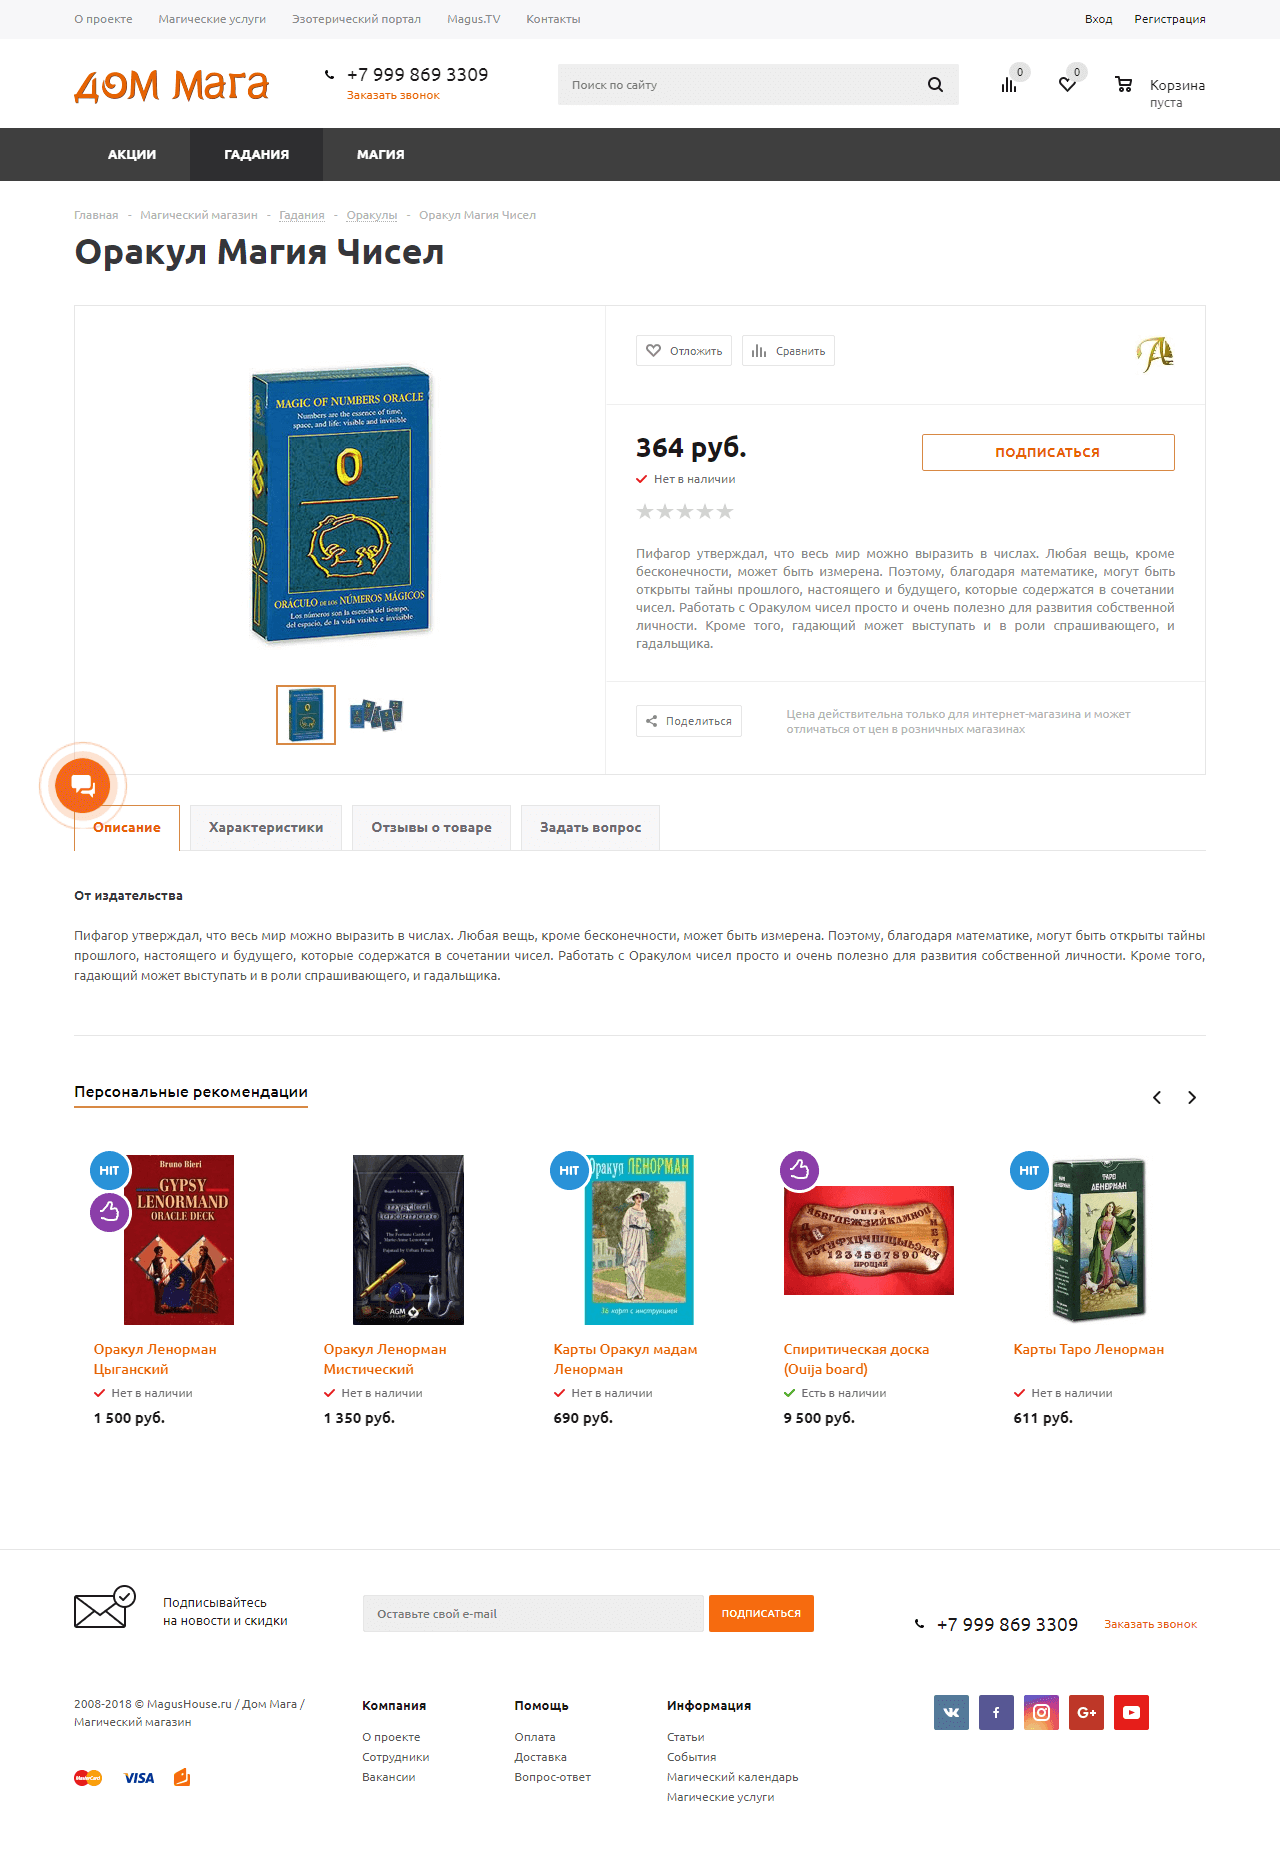 О проекте Магические услуги Эзотерический портал Magus.TV Контакты Вход Регистрация
дом мага
+7 999 869 3309
Заказать звонок
Поиск по сайту
0
0
Корзина
пуста
АКЦИИ ГАДАНИЯ МАГИЯ
Главная - Магический магазин - Гадания - Оракулы - Оракул Магия Чисел
Оракул Магия Чисел
MAGIC OF NUMBERS ORACLE
Numbers are the essence of time,
space, and life: visible and invisible
0
ORÁCULO DE LOS NÚMEROS MÁGICOS
Los números son la esencia del tiempo,
del espacio, de la vida visible e invisible
Отложить Сравнить
364 руб.
ПОДПИСАТЬСЯ
Нет в наличии
Пифагор утверждал, что весь мир можно выразить в числах. Любая вещь, кроме
бесконечности, может быть измерена. Поэтому, благодаря математике, могут быть
открыты тайны прошлого, настоящего и будущего, которые содержатся в сочетании
чисел. Работать с Оракулом чисел просто и очень полезно для развития собственной
личности. Кроме того, гадающий может выступать и в роли спрашивающего, и
гадальщика.
Поделиться
Цена действительна только для интернет-магазина и может
отличаться от цен в розничных магазинах
Описание Характеристики Отзывы о товаре Задать вопрос
От издательства
Пифагор утверждал, что весь мир можно выразить в числах. Любая вещь, кроме бесконечности, может быть измерена. Поэтому, благодаря математике, могут быть открыты тайны
прошлого, настоящего и будущего, которые содержатся в сочетании чисел. Работать с Оракулом чисел просто и очень полезно для развития собственной личности. Кроме того,
гадающий может выступать и в роли спрашивающего, и гадальщика.
Персональные рекомендации
HIT
Bruno Bieri
GYPSY
LENORMAND
ORACLE DECK
mystical
lenormand
AGM
HIT
Оракул ЛЕНОРМАН
36 карт с инструкцией
OUIJA
1234567890
ПРОЩАЙ
HIT
ТАРО
ЛЕНОРМАН
Оракул Ленорман
Цыганский
Нет в наличии
1 500 руб.
Оракул Ленорман
Мистический
Нет в наличии
1 350 руб.
Карты Оракул мадам
Ленорман
Нет в наличии
690 руб.
Спиритическая доска
(Ouija board)
Есть в наличии
9 500 руб.
Карты Таро Ленорман
Нет в наличии
611 руб.
Подписывайтесь
на новости и скидки
Оставьте свой e-mail
ПОДПИСАТЬСЯ
+7 999 869 3309
Заказать звонок
2008-2018 © MagusHouse.ru / Дом Мага /
Магический магазин
MasterCard
VISA
Компания
О проекте
Сотрудники
Вакансии
Помощь
Оплата
Доставка
Вопрос-ответ
Информация
Статьи
События
Магический календарь
Магические услуги
f
G+